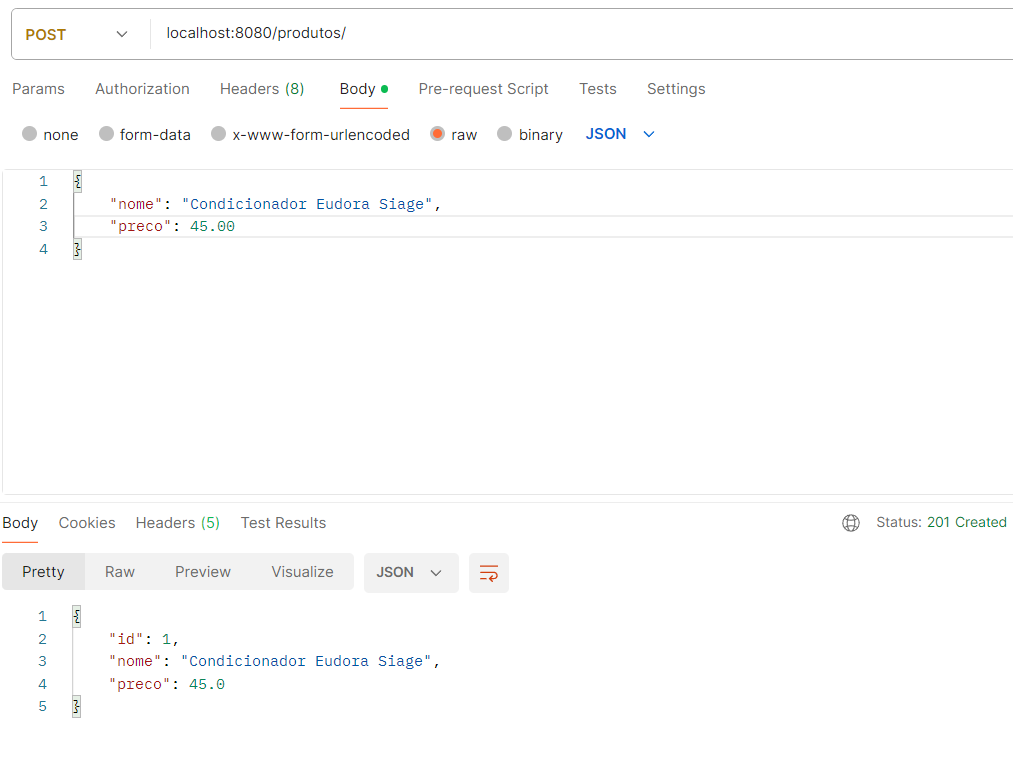 POST localhost:8080/produtos/
Params Authorization Headers (8) Body Pre-request Script Tests Settings
none form-data x-www-form-urlencoded raw binary JSON
1 {
2 "nome": "Condicionador Eudora Siage",
3 "preco": 45.00
4 }
Body Cookies Headers (5) Test Results Status: 201 Created
Pretty Raw Preview Visualize JSON
1 {
2 "id": 1,
3 "nome": "Condicionador Eudora Siage",
4 "preco": 45.0
5 }